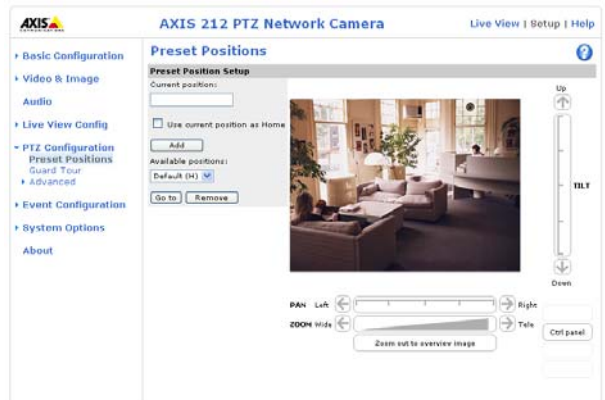 AXIS
COMMUNICATIONS
AXIS 212 PTZ Network Camera
Live View | Setup | Help
Basic Configuration
Video & Image
Audio
Live View Config
PTZ Configuration
Preset Positions
Guard Tour
Advanced
Event Configuration
System Options
About
Preset Positions
?
Preset Position Setup
Current position:
Use current position as Home
Add
Available positions:
Default (H)
Go to
Remove
Up
TILT
Down
PAN Left
Right
ZOOM Wide
Tele
Zoom out to overview image
Ctrl panel